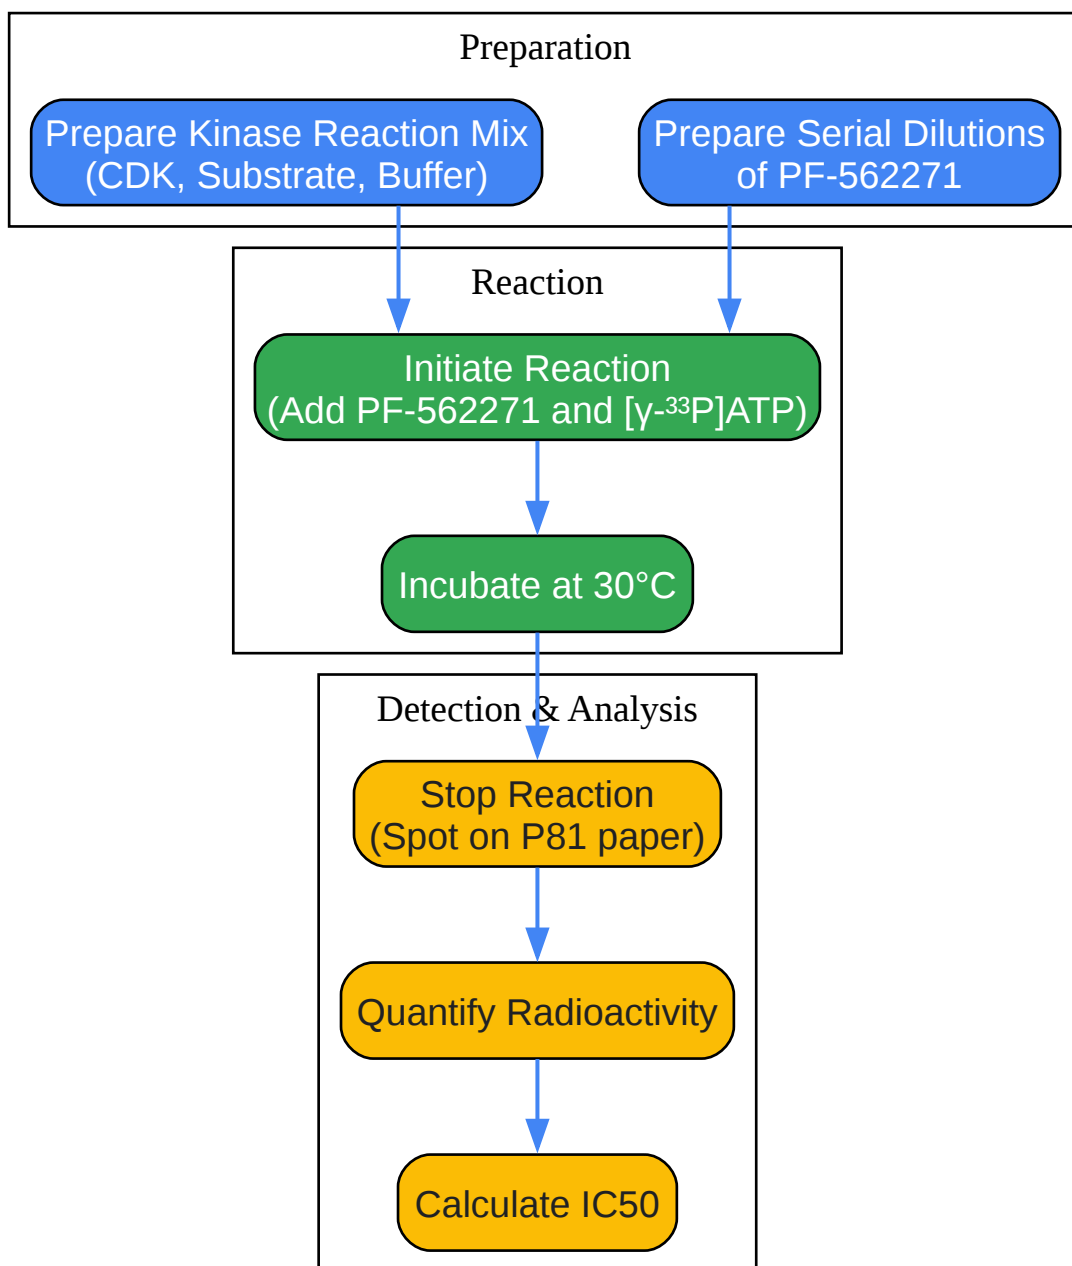 Preparation
Prepare Kinase Reaction Mix
(CDK, Substrate, Buffer)
Prepare Serial Dilutions
of PF-562271
Reaction
Initiate Reaction
(Add PF-562271 and [γ-³³P]ATP)
Incubate at 30°C
Detection & Analysis
Stop Reaction
(Spot on P81 paper)
Quantify Radioactivity
Calculate IC50